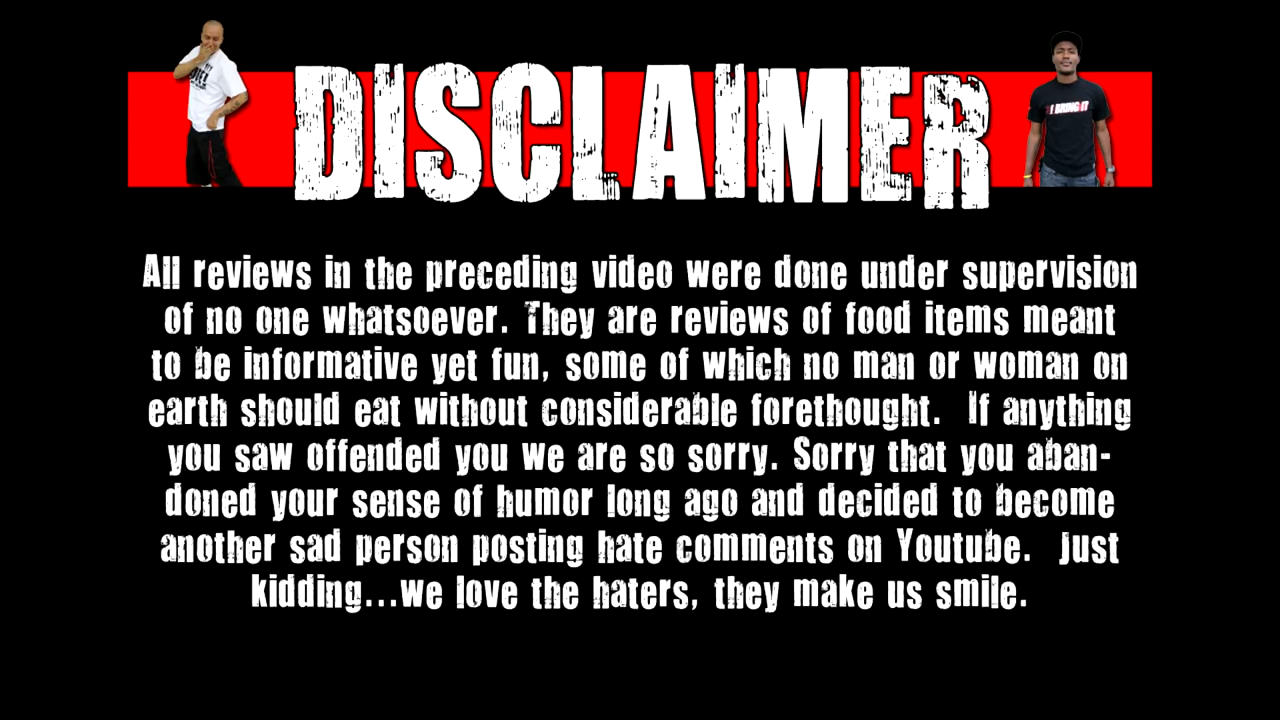 DISCLAIMER
! BRING IT
All reviews in the preceding video were done under supervision
of no one whatsoever. They are reviews of food items meant
to be informative yet fun, some of which no man or woman on
earth should eat without considerable forethought. If anything
you saw offended you we are so sorry. Sorry that you aban-
doned your sense of humor long ago and decided to become
another sad person posting hate comments on Youtube. Just
kidding...we love the haters, they make us smile.